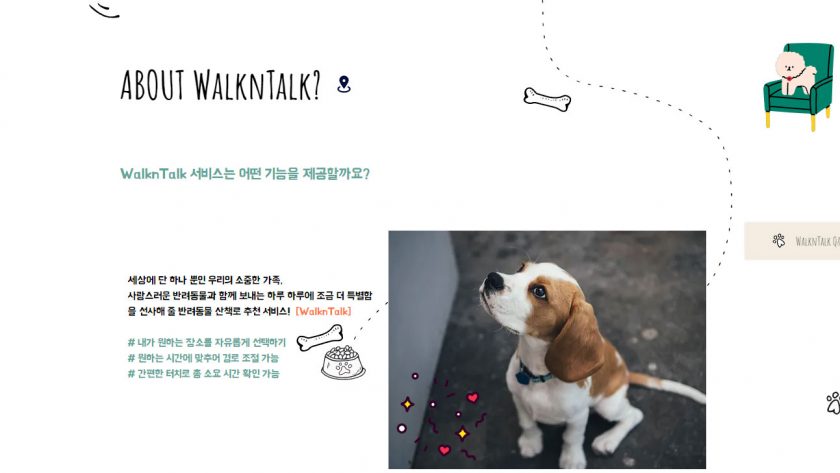 ABOUT WALKNTALK?
WalknTalk 서비스는 어떤 기능을 제공할까요?
WALKNTALK
세상에 단 하나 뿐인 우리의 소중한 가족,
사랑스러운 반려동물과 함께 보내는 하루 하루에 조금 더 특별함
을 선사해 줄 반려동물 산책로 추천 서비스! [WalknTalk]
# 내가 원하는 장소를 자유롭게 선택하기
# 원하는 시간에 맞추어 경로 조절 가능
# 간편한 터치로 총 소요 시간 확인 가능